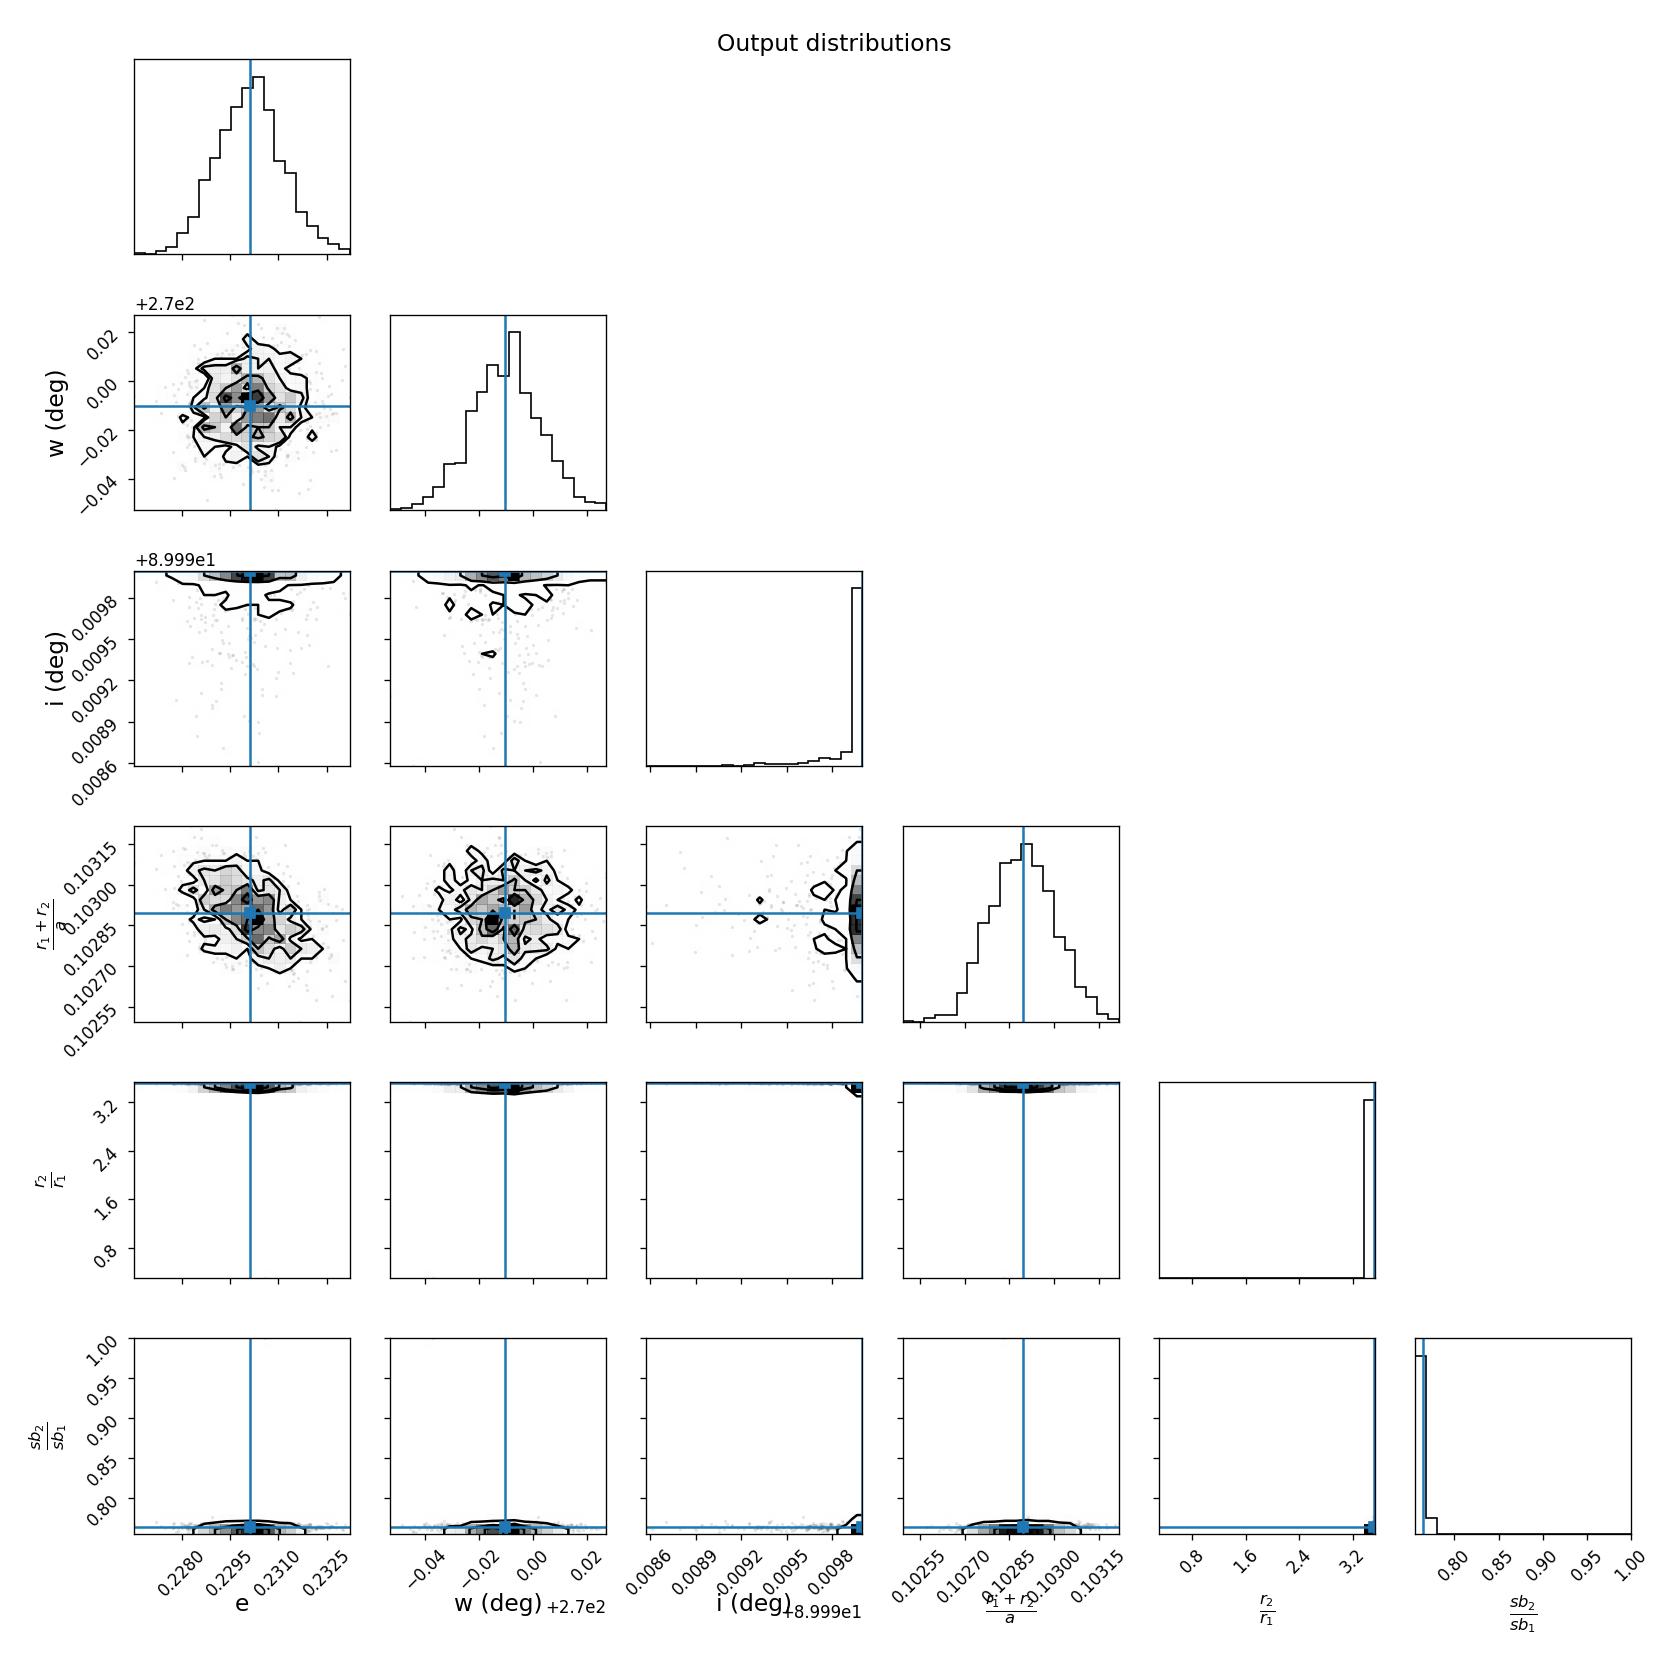 Output distributions
+2.7e2
w (deg)
0.02
0.00
−0.02
−0.04
+8.999e1
i (deg)
0.0098
0.0095
0.0092
0.0089
0.0086
r1 + r2
a
0.10315
0.10300
0.10285
0.10270
0.10255
r2
r1
3.2
2.4
1.6
0.8
sb2
sb1
1.00
0.95
0.90
0.85
0.80
0.2280 0.2295 0.2310 0.2325
e
−0.04 −0.02 0.00 0.02
w (deg) +2.7e2
0.0086 0.0089 0.0092 0.0095 0.0098
i (deg) +8.999e1
0.10255 0.10270 0.10285 0.10300 0.10315
r1 + r2
a
0.8 1.6 2.4 3.2
r2
r1
0.80 0.85 0.90 0.95 1.00
sb2
sb1